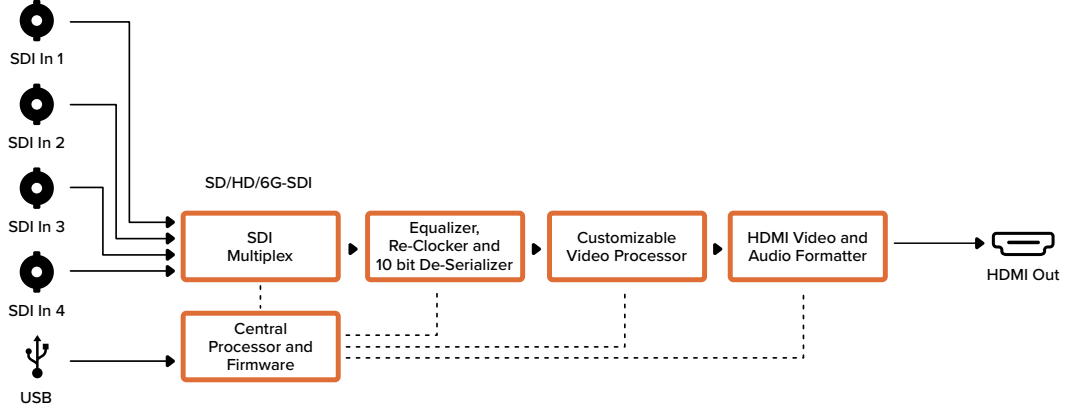 SDI In 1
SDI In 2
SDI In 3
SDI In 4
USB
SD/HD/6G-SDI
SDI
Multiplex
Equalizer,
Re-Clocker and
10 bit De-Serializer
Customizable
Video Processor
HDMI Video and
Audio Formatter
HDMI Out
Central
Processor and
Firmware